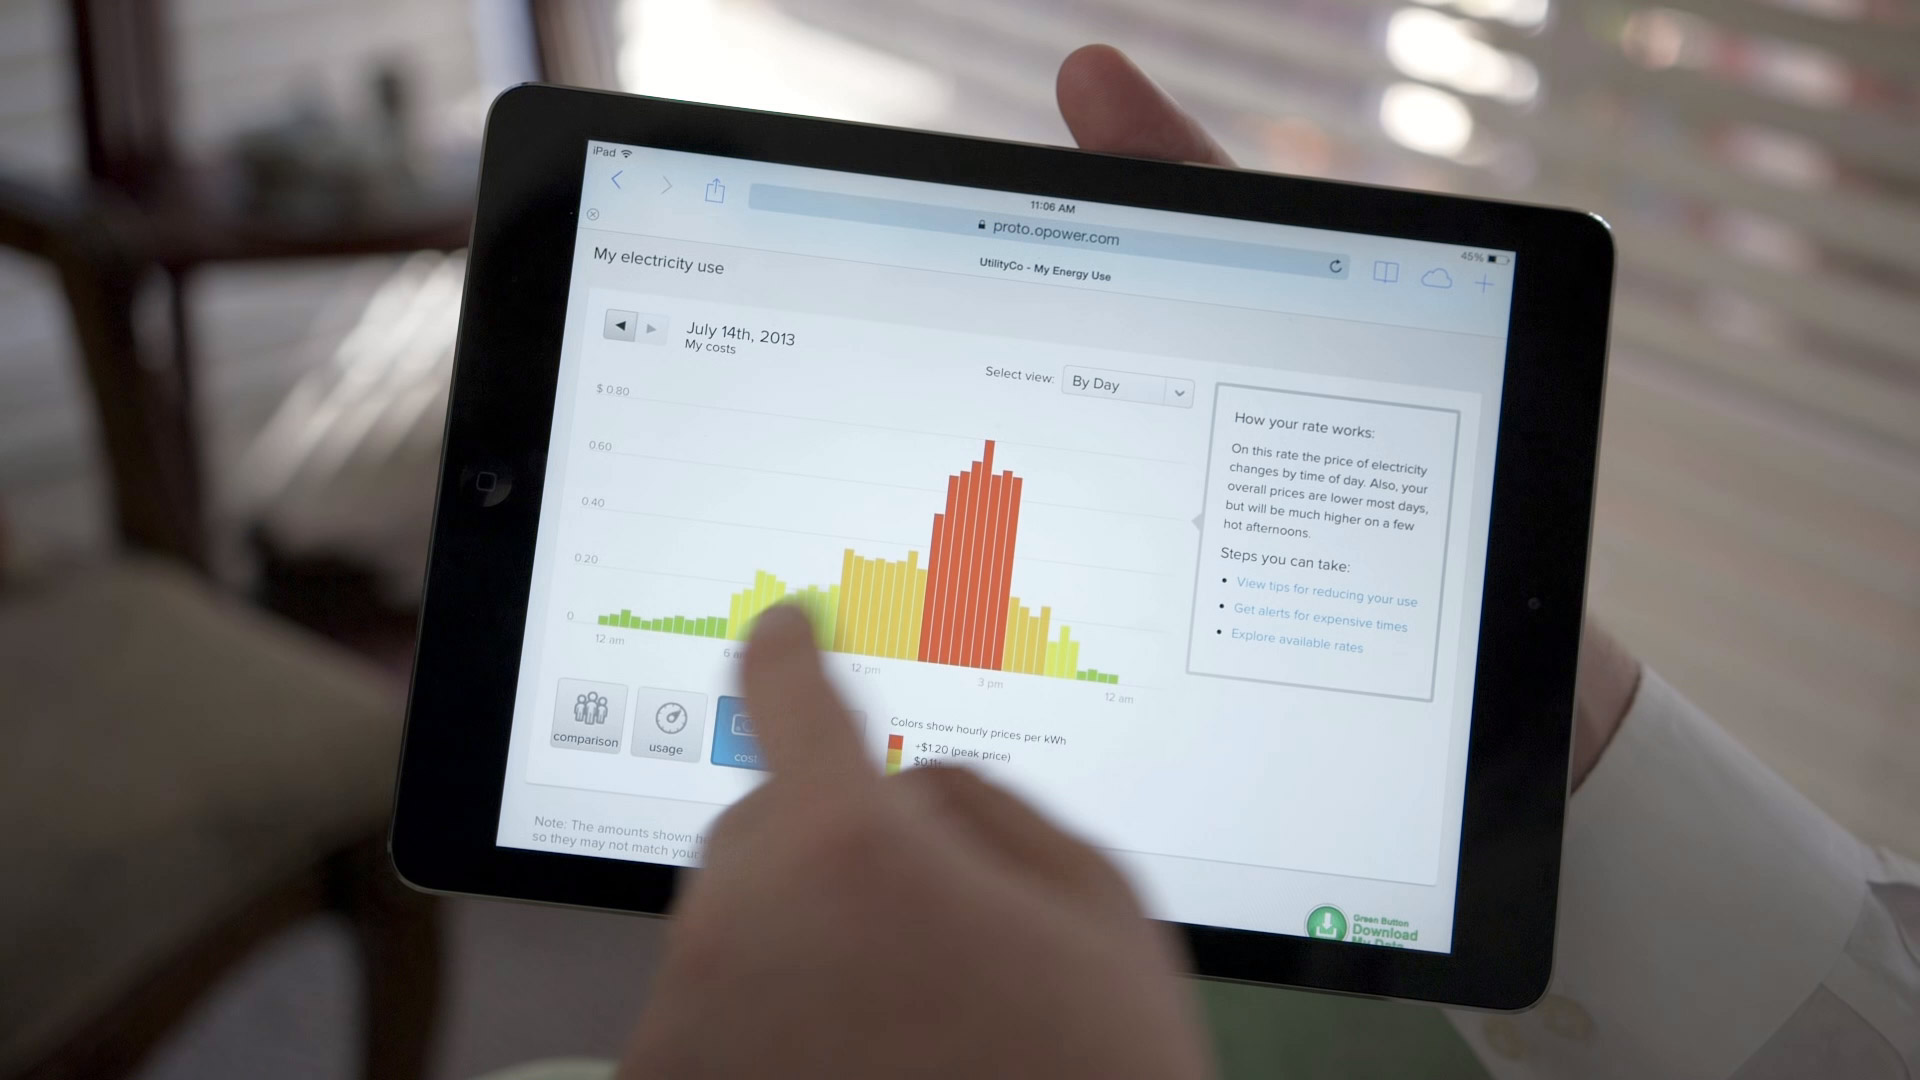 iPad
11:06 AM
45%
proto.opower.com
UtilityCo - My Energy Use
My electricity use
July 14th, 2013
My costs
Select view:
By Day
$ 0.80
0.60
0.40
0.20
0
12 am
12 pm
3 pm
12 am
How your rate works:
On this rate the price of electricity
changes by time of day. Also, your
overall prices are lower most days,
but will be much higher on a few
hot afternoons.
Steps you can take:
• View tips for reducing your use
• Get alerts for expensive times
• Explore available rates
comparison
usage
cost
Colors show hourly prices per kWh
+$1.20 (peak price)
Note: The amounts shown
so they may not match your
Green Button
Download
My Data